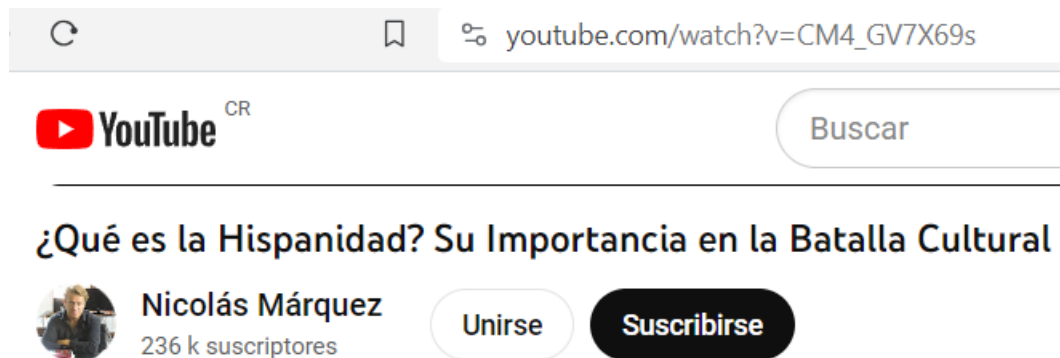 youtube.com/watch?v=CM4_GV7X69s
YouTube CR
Buscar
¿Qué es la Hispanidad? Su Importancia en la Batalla Cultural
Nicolás Márquez
236 k suscriptores
Unirse
Suscribirse